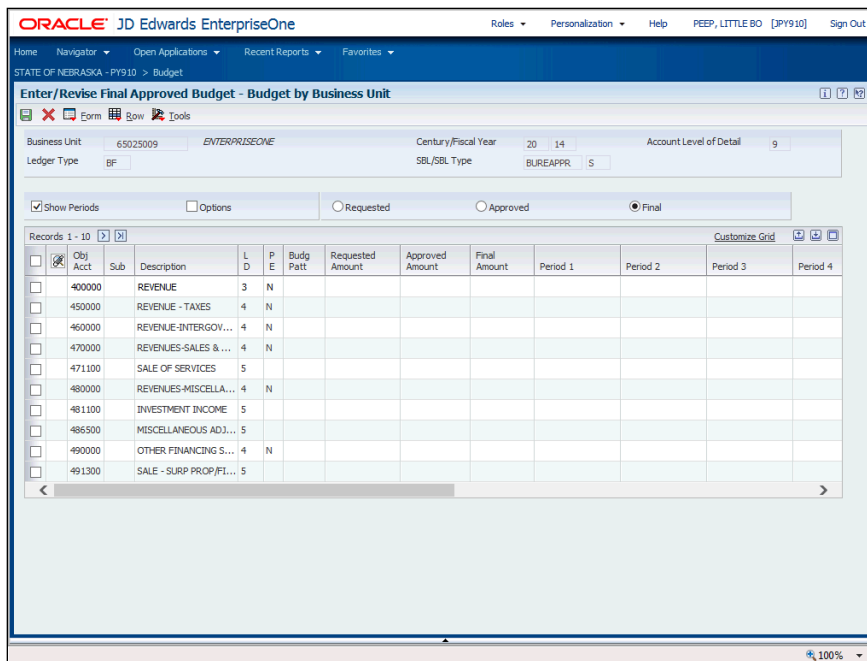 ORACLE JD Edwards EnterpriseOne
Roles Personalization Help PEEP, LITTLE BO [JPY910] Sign Out
Home Navigator Open Applications Recent Reports Favorites
STATE OF NEBRASKA - PY910 > Budget
Enter/Revise Final Approved Budget - Budget by Business Unit
Form Row Tools
Business Unit 65025009 ENTERPRISEONE Century/Fiscal Year 20 14 Account Level of Detail 9
Ledger Type BF SBL/SBL Type BUREAPPR S
Show Periods Options Requested Approved Final
Records 1 - 10 Customize Grid
Obj Acct Sub Description L D P E Budg Patt Requested Amount Approved Amount Final Amount Period 1 Period 2 Period 3 Period 4
400000 REVENUE 3 N
450000 REVENUE - TAXES 4 N
460000 REVENUE-INTERGOV... 4 N
470000 REVENUES-SALES & ... 4 N
471100 SALE OF SERVICES 5
480000 REVENUES-MISCELLA... 4 N
481100 INVESTMENT INCOME 5
486500 MISCELLANEOUS ADJ... 5
490000 OTHER FINANCING S... 4 N
491300 SALE - SURP PROP/FI... 5
100%